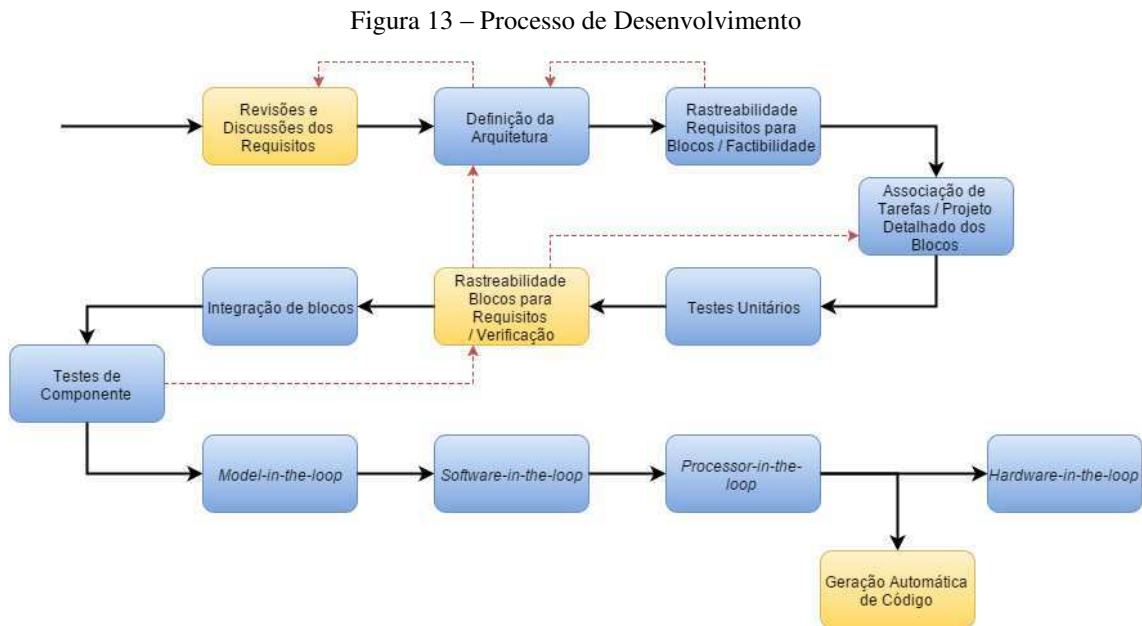 Figura 13 – Processo de Desenvolvimento
Revisões e
Discussões dos
Requisitos
Definição da
Arquitetura
Rastreabilidade
Requisitos para
Blocos / Factibilidade
Associação de
Tarefas / Projeto
Detalhado dos
Blocos
Integração de blocos
Rastreabilidade
Blocos para
Requisitos
/ Verificação
Testes Unitários
Testes de
Componente
Model-in-the-loop
Software-in-the-loop
Processor-in-the-
loop
Hardware-in-the-loop
Geração Automática
de Código